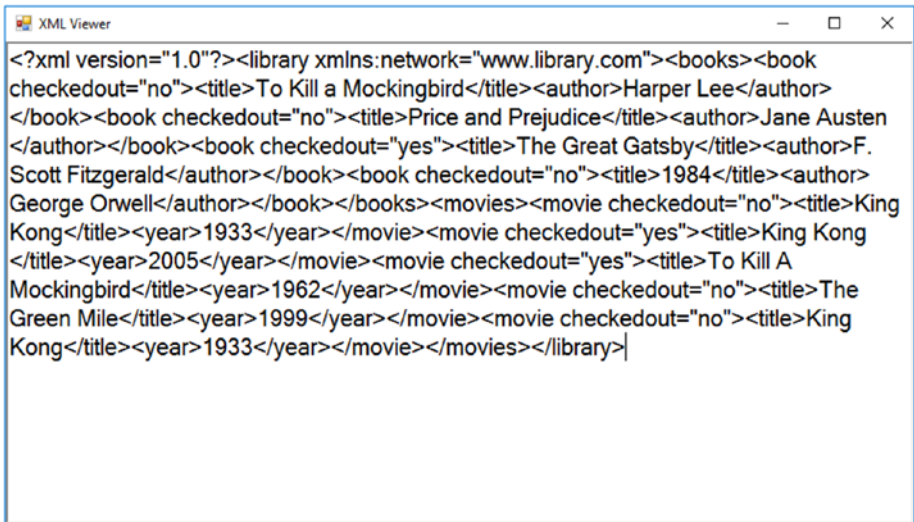 XML Viewer
<?xml version="1.0"?><library xmlns:network="www.library.com"><books><book
checkedout="no"><title>To Kill a Mockingbird</title><author>Harper Lee</author>
</book><book checkedout="no"><title>Price and Prejudice</title><author>Jane Austen
</author></book><book checkedout="yes"><title>The Great Gatsby</title><author>F.
Scott Fitzgerald</author></book><book checkedout="no"><title>1984</title><author>
George Orwell</author></book></books><movies><movie checkedout="no"><title>King
Kong</title><year>1933</year></movie><movie checkedout="yes"><title>King Kong
</title><year>2005</year></movie><movie checkedout="yes"><title>To Kill A
Mockingbird</title><year>1962</year></movie><movie checkedout="no"><title>The
Green Mile</title><year>1999</year></movie><movie checkedout="no"><title>King
Kong</title><year>1933</year></movie></movies></library>